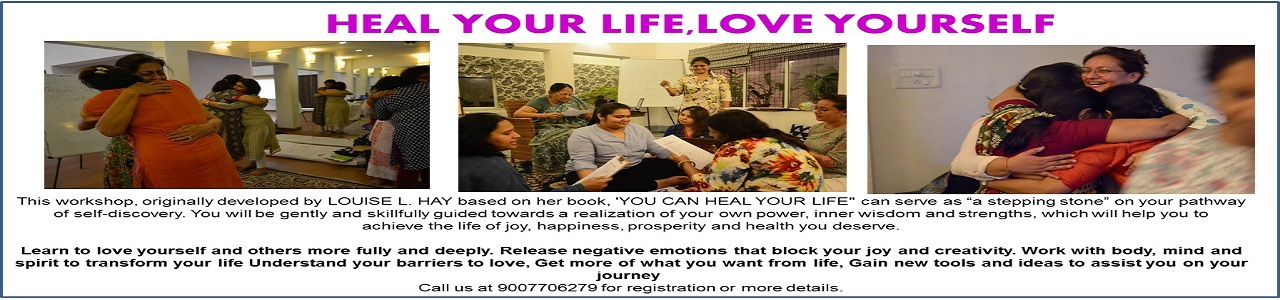 HEAL YOUR LIFE,LOVE YOURSELF
This workshop, originally developed by LOUISE L. HAY based on her book, 'YOU CAN HEAL YOUR LIFE" can serve as “a stepping stone” on your pathway
of self-discovery. You will be gently and skillfully guided towards a realization of your own power, inner wisdom and strengths, which will help you to
achieve the life of joy, happiness, prosperity and health you deserve.
Learn to love yourself and others more fully and deeply. Release negative emotions that block your joy and creativity. Work with body, mind and
spirit to transform your life Understand your barriers to love, Get more of what you want from life, Gain new tools and ideas to assist you on your
journey
Call us at 9007706279 for registration or more details.